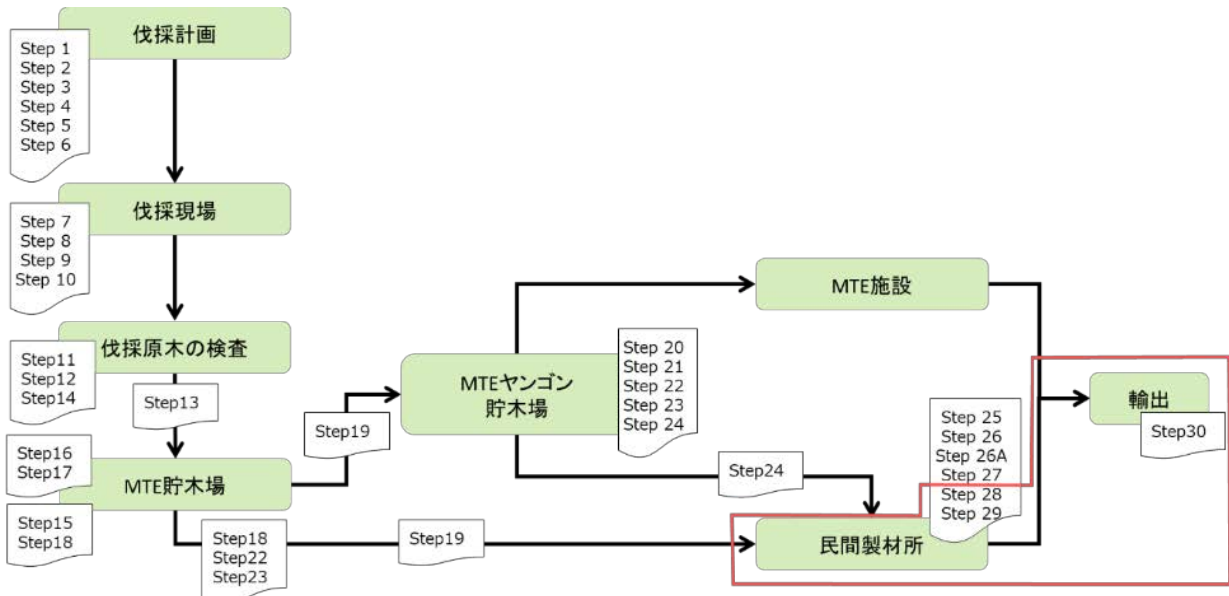 伐採計画
Step 1
Step 2
Step 3
Step 4
Step 5
Step 6
伐採現場
Step 7
Step 8
Step 9
Step 10
伐採原木の検査
Step11
Step12
Step14
Step13
Step16
Step17
MTE貯木場
Step15
Step18
Step18
Step22
Step23
Step19
Step19
MTEヤンゴン
貯木場
Step 20
Step 21
Step 22
Step 23
Step 24
Step24
MTE施設
民間製材所
Step 25
Step 26
Step 26A
Step 27
Step 28
Step 29
輸出
Step30